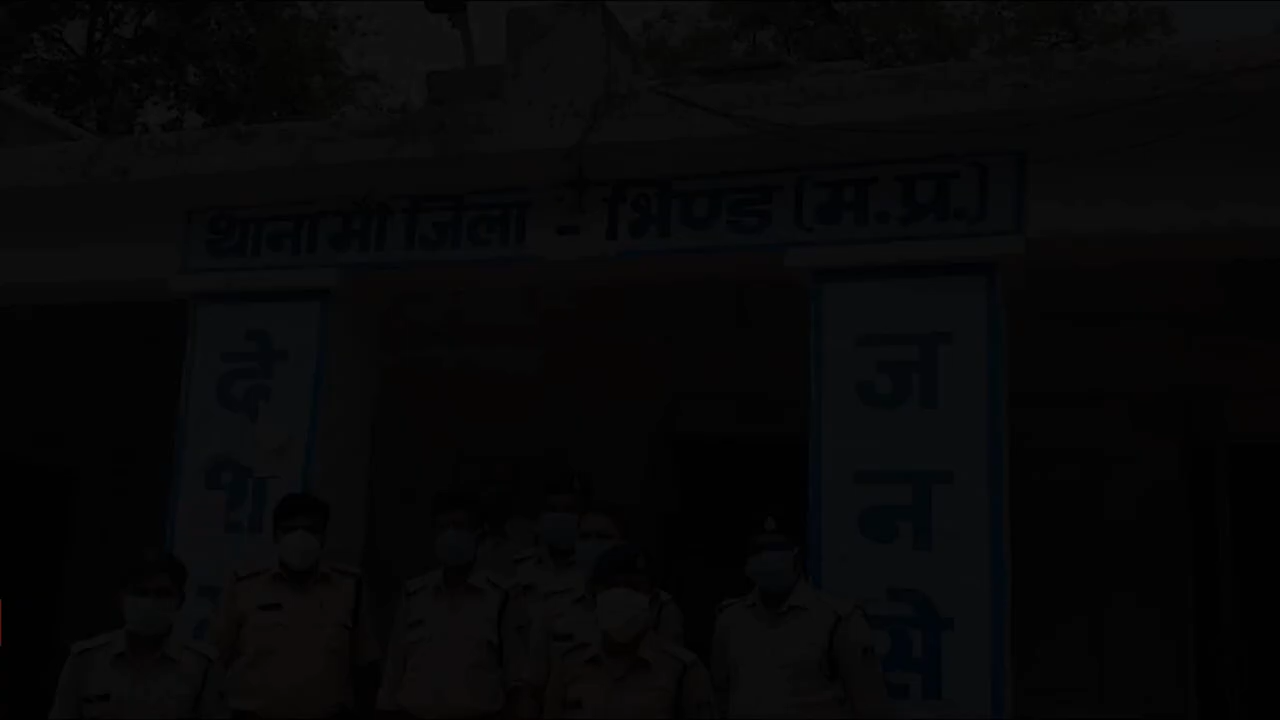 थाना मौ जिला - भिण्ड (म.प्र.)
दे
श
ज
न
से